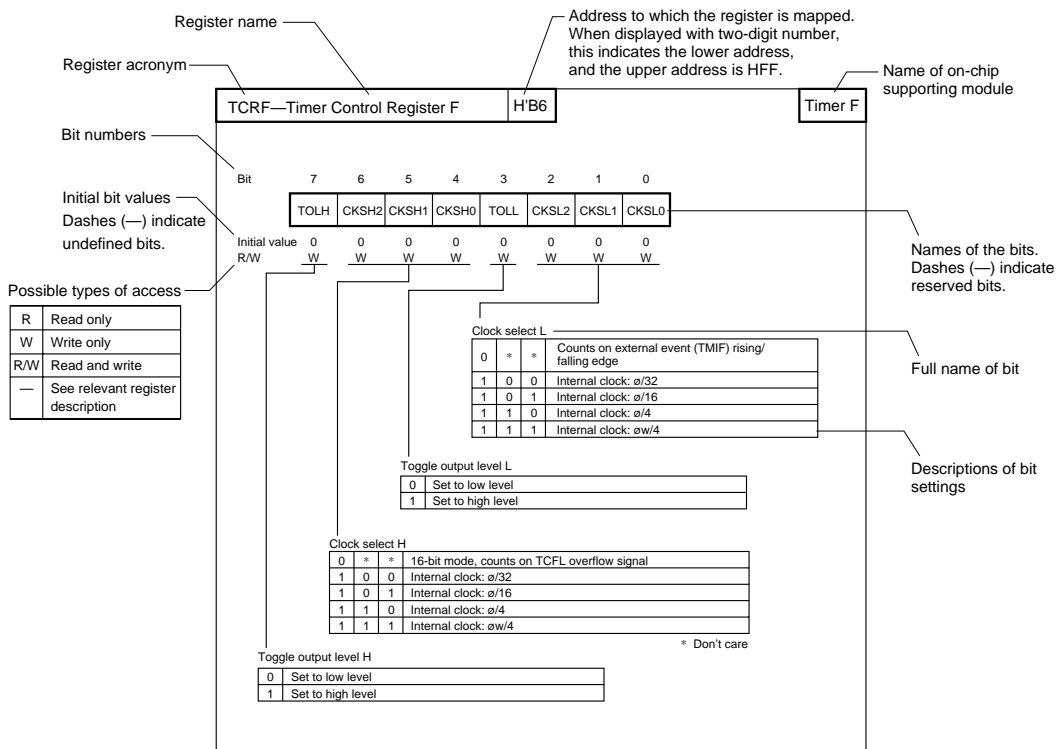 Register name
Address to which the register is mapped.
When displayed with two-digit number,
this indicates the lower address,
and the upper address is HFF.
Register acronym
Name of on-chip
supporting module
TCRF—Timer Control Register F
H'B6
Timer F
Bit numbers
Bit 7 6 5 4 3 2 1 0
Initial bit values
Dashes (—) indicate
undefined bits.
TOLH CKSH2 CKSH1 CKSH0 TOLL CKSL2 CKSL1 CKSL0
Initial value 0 0 0 0 0 0 0 0
R/W W W W W W W W W
Names of the bits.
Dashes (—) indicate
reserved bits.
Possible types of access
R Read only
W Write only
R/W Read and write
— See relevant register
description
Clock select L
0 * * Counts on external event (TMIF) rising/
falling edge
1 0 0 Internal clock: ø/32
1 0 1 Internal clock: ø/16
1 1 0 Internal clock: ø/4
1 1 1 Internal clock: øw/4
Full name of bit
Descriptions of bit
settings
Toggle output level L
0 Set to low level
1 Set to high level
Clock select H
0 * * 16-bit mode, counts on TCFL overflow signal
1 0 0 Internal clock: ø/32
1 0 1 Internal clock: ø/16
1 1 0 Internal clock: ø/4
1 1 1 Internal clock: øw/4
* Don't care
Toggle output level H
0 Set to low level
1 Set to high level